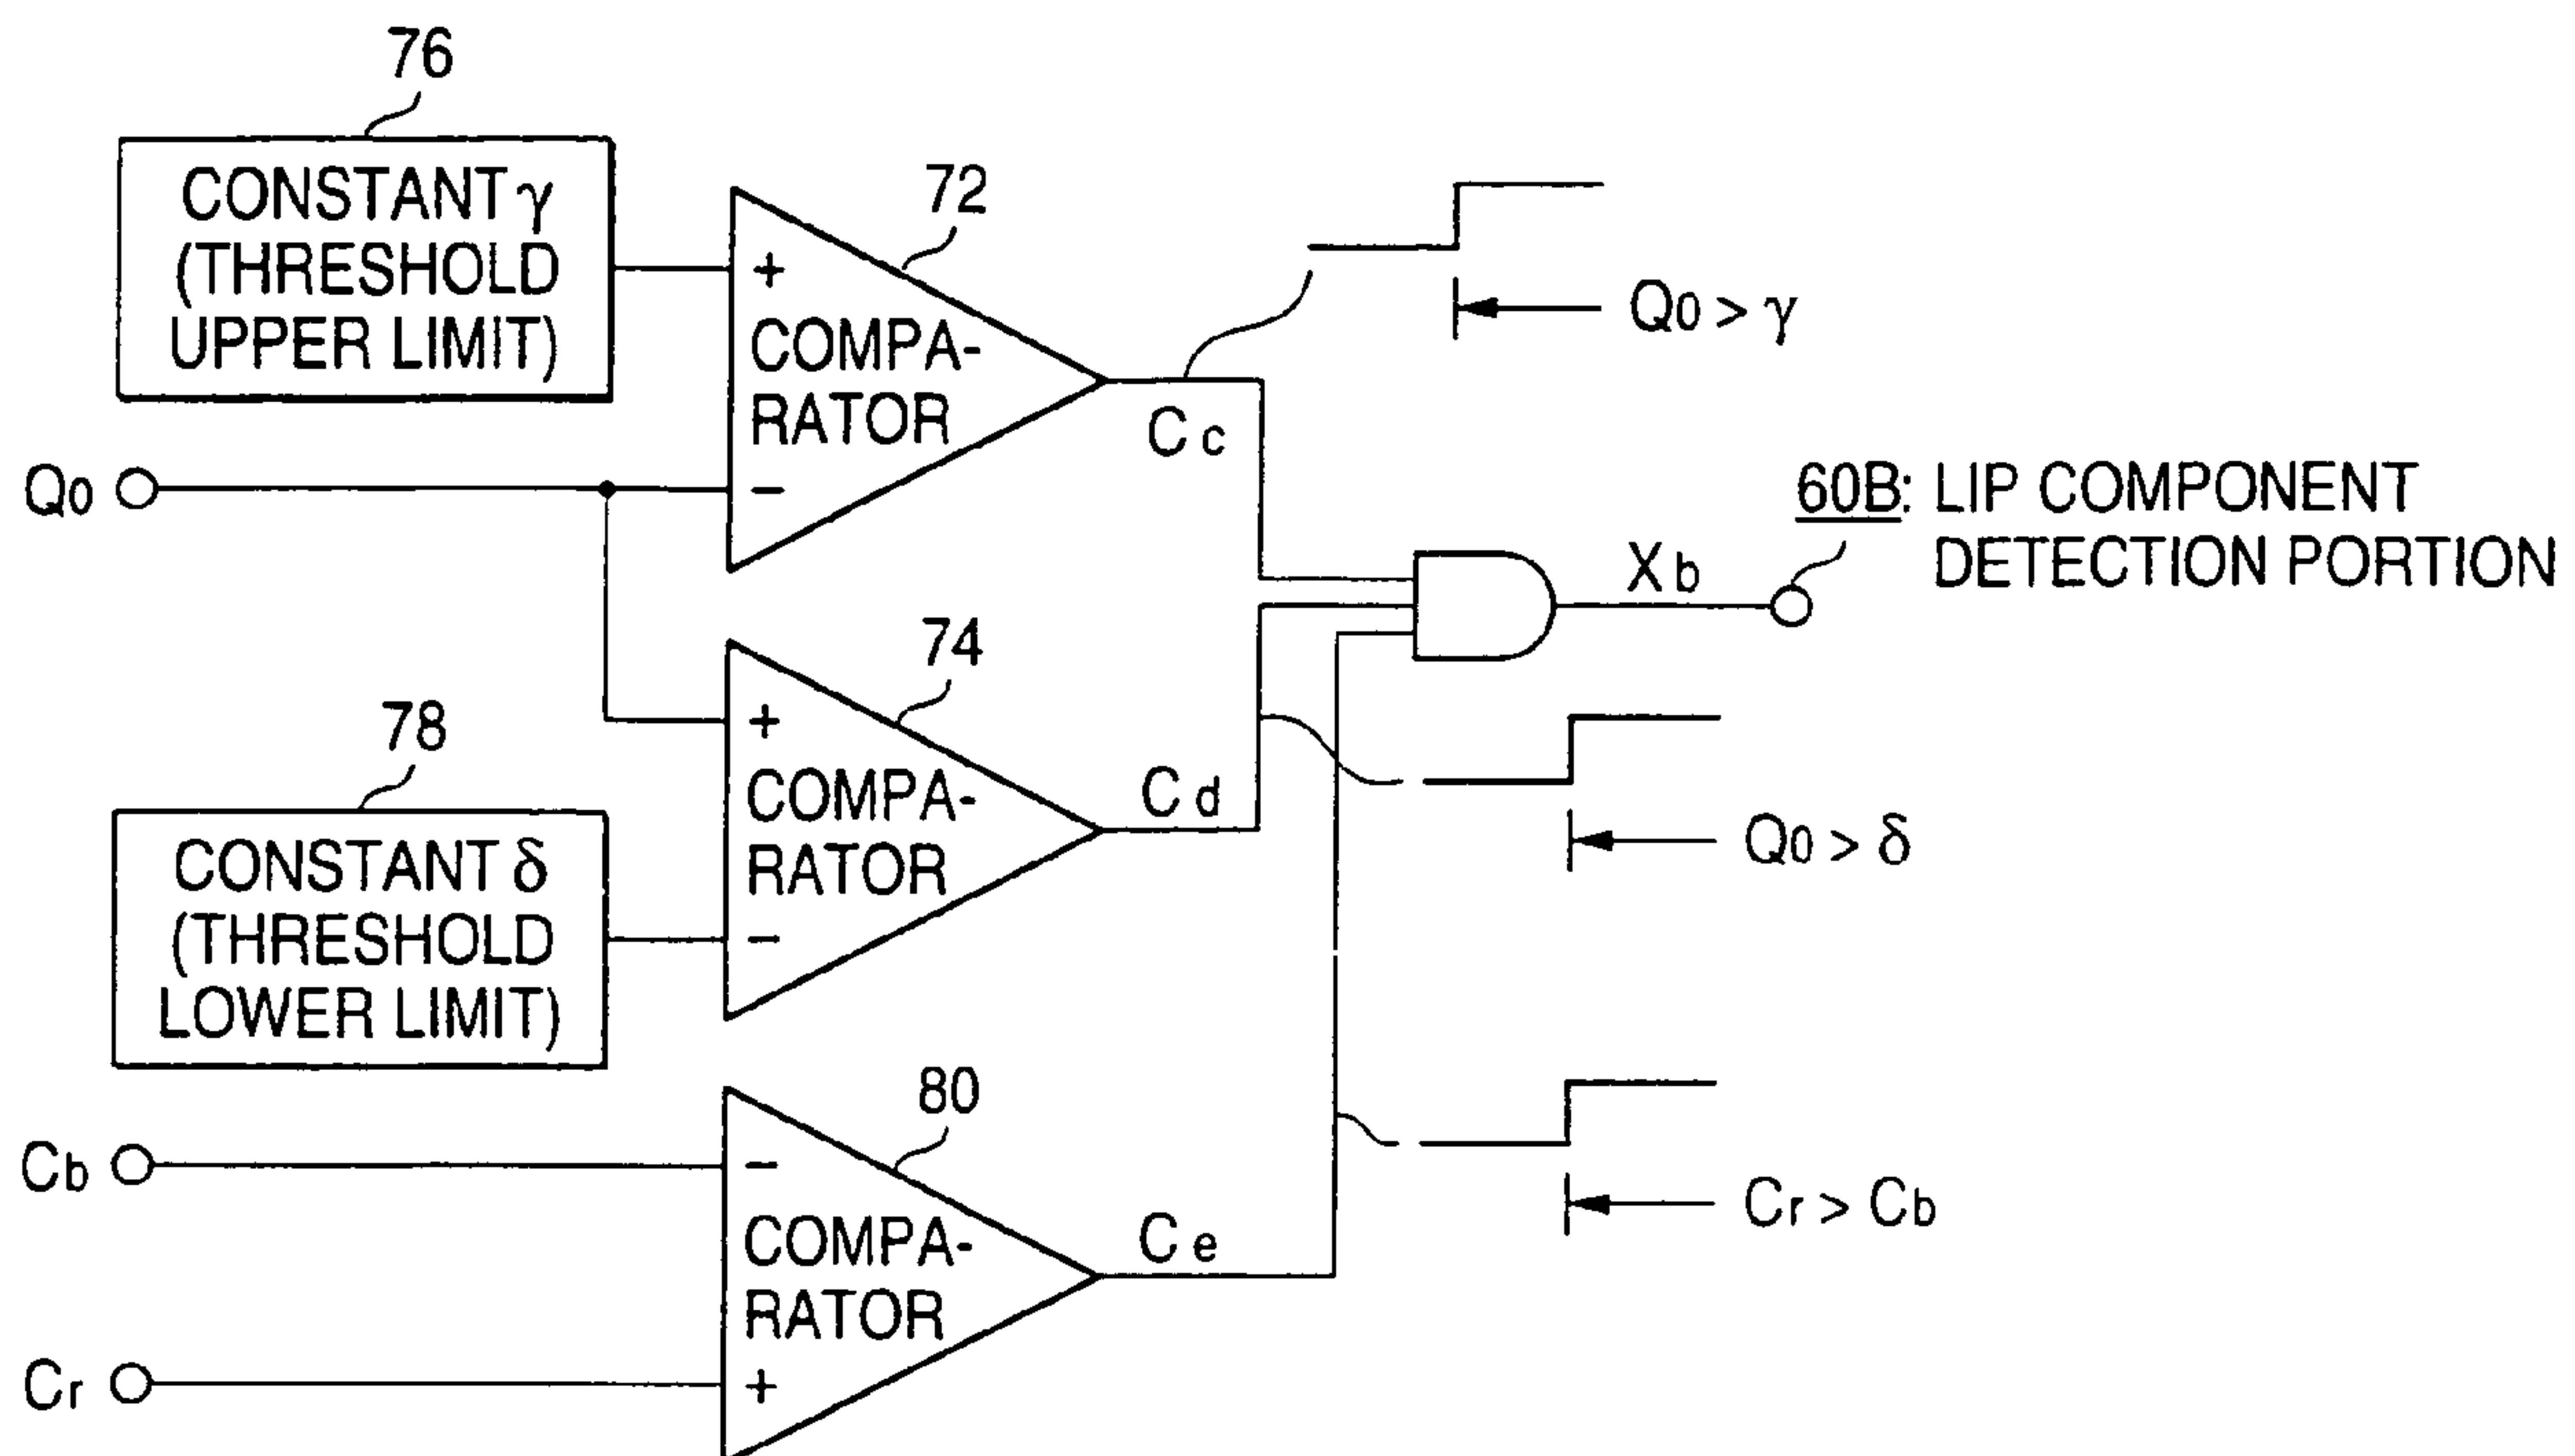 76
CONSTANT γ
(THRESHOLD
UPPER LIMIT)
72
+
COMPA-
RATOR
−
Cc
Q0 > γ
Q0
60B: LIP COMPONENT
DETECTION PORTION
Xb
74
+
COMPA-
RATOR
−
Cd
Q0 > δ
78
CONSTANT δ
(THRESHOLD
LOWER LIMIT)
80
Cb
−
COMPA-
RATOR
+
Ce
Cr > Cb
Cr